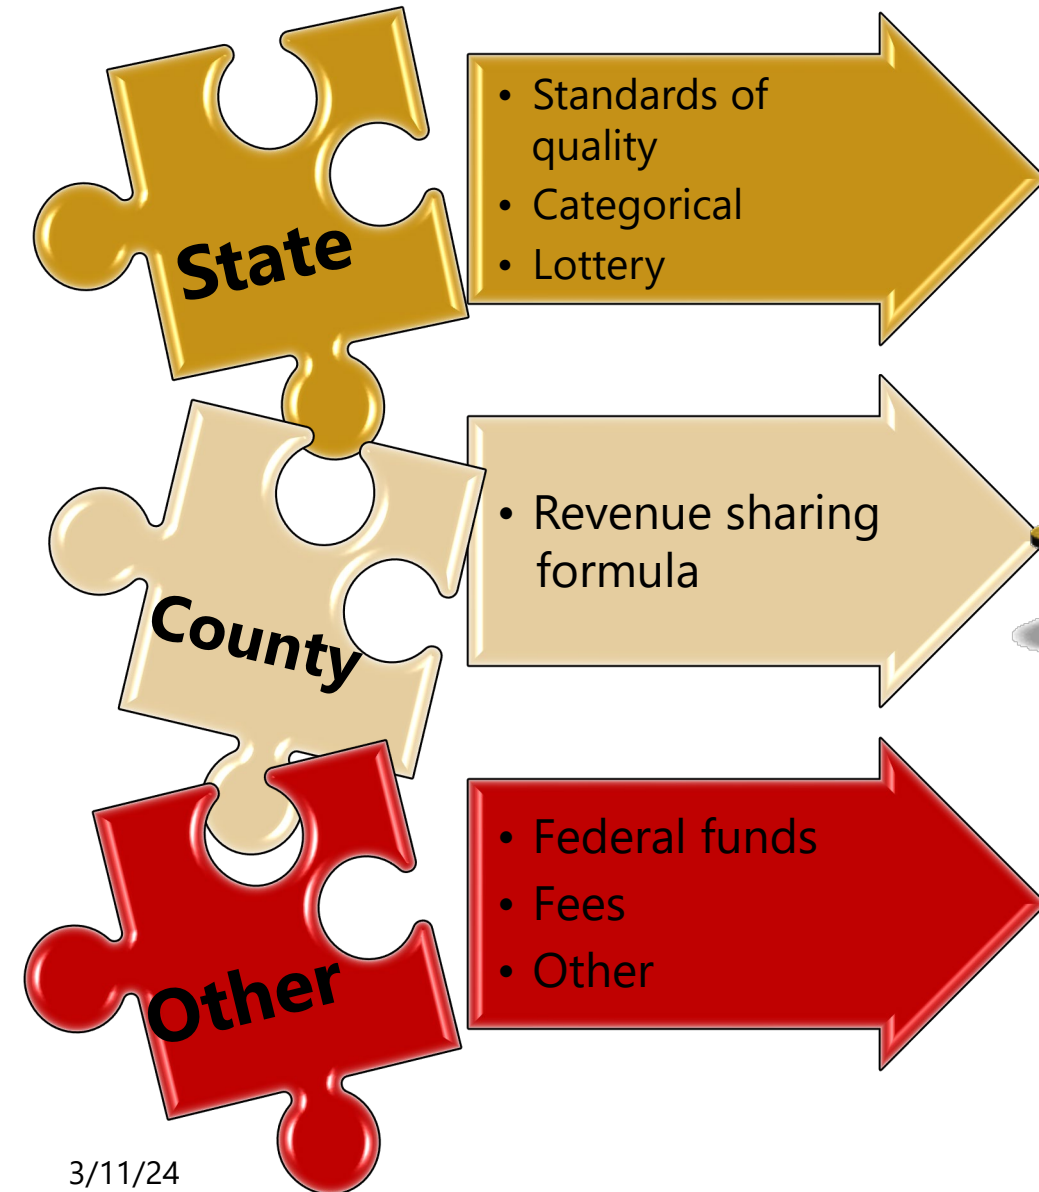 State
• Standards of
quality
• Categorical
• Lottery
County
• Revenue sharing
formula
Other
• Federal funds
• Fees
• Other
3/11/24